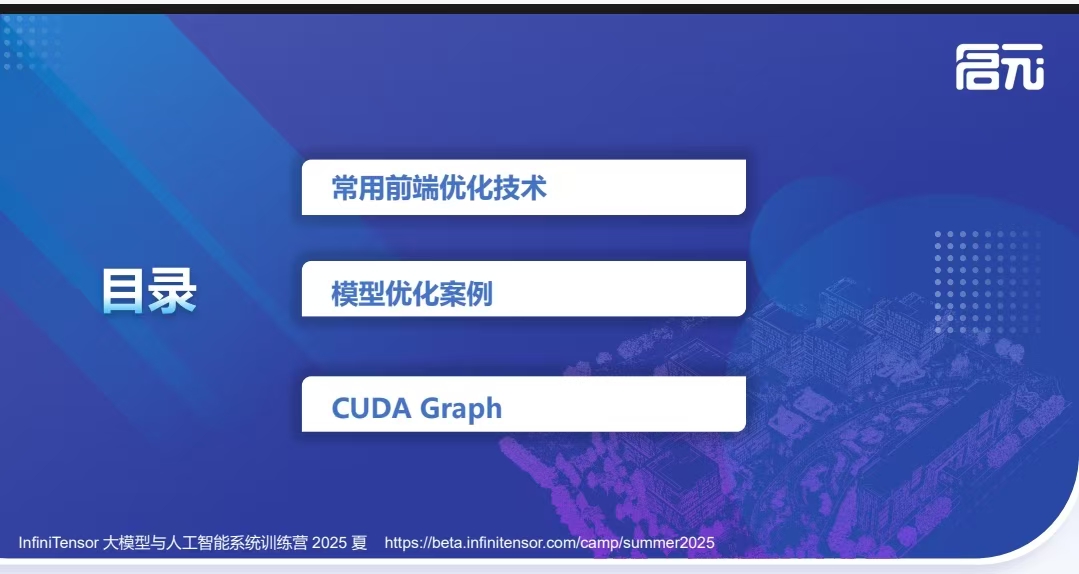 启元
常用前端优化技术
目录
模型优化案例
CUDA Graph
InfiniTensor 大模型与人工智能系统训练营 2025 夏 https://beta.infinitensor.com/camp/summer2025